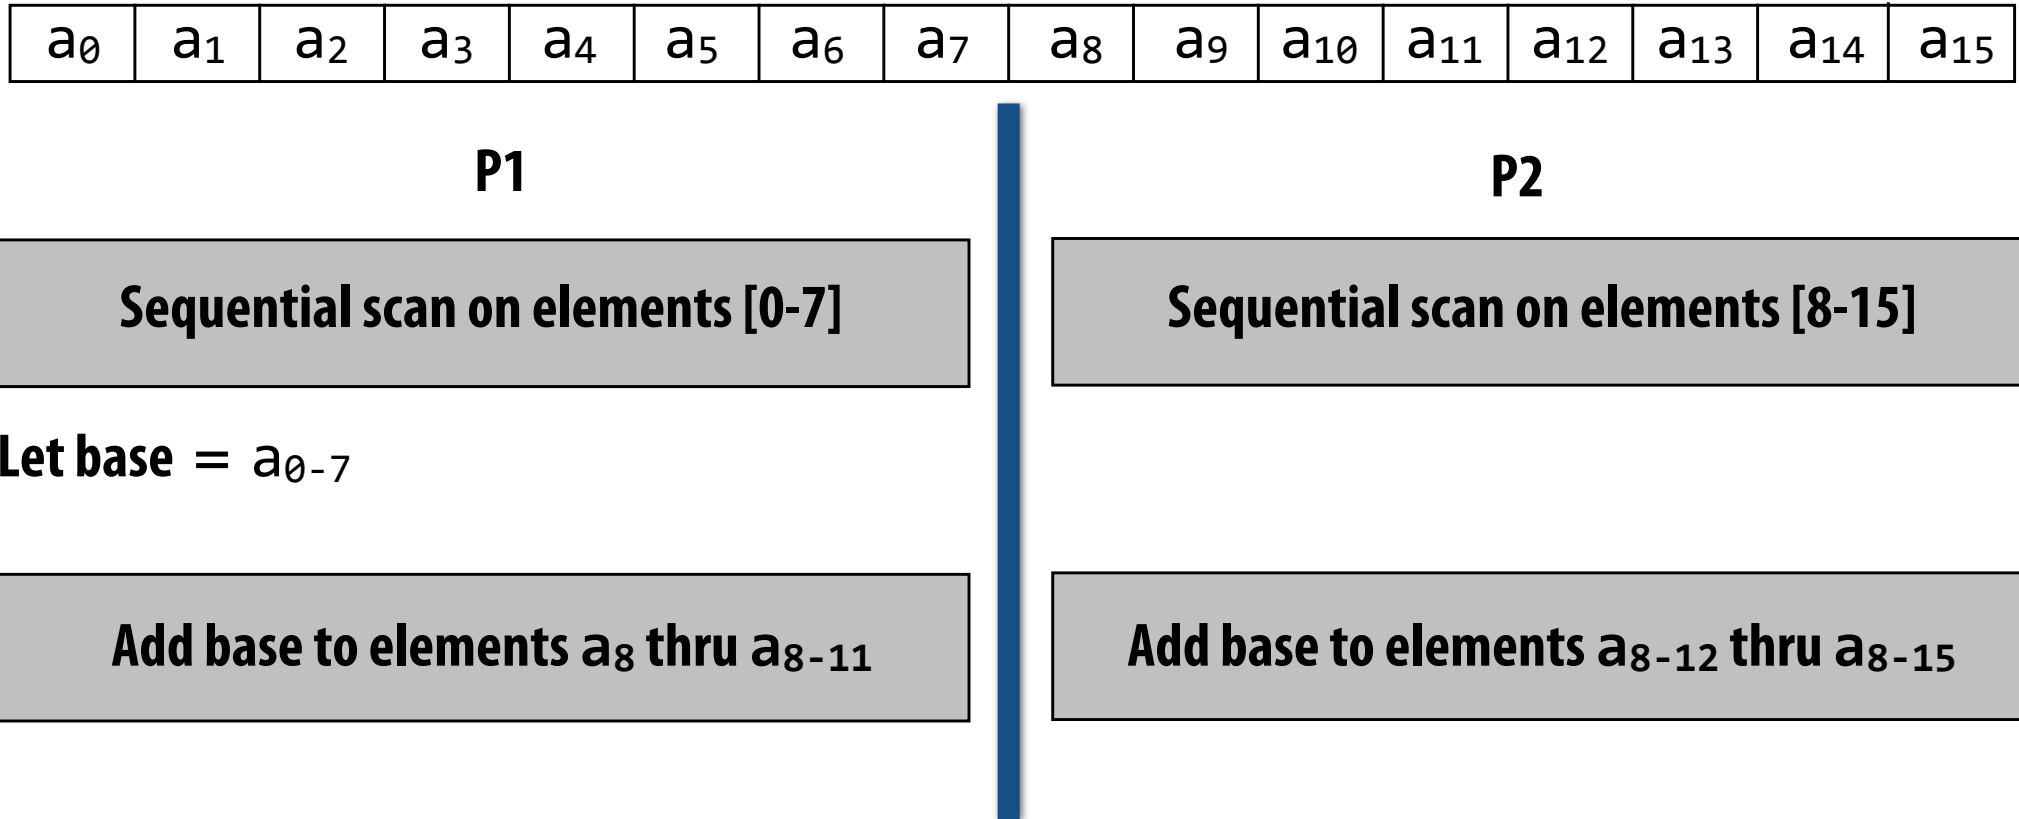 a₀ a₁ a₂ a₃ a₄ a₅ a₆ a₇ a₈ a₉ a₁₀ a₁₁ a₁₂ a₁₃ a₁₄ a₁₅
P1
P2
Sequential scan on elements [0-7]
Sequential scan on elements [8-15]
Let base = a₀₋₇
Add base to elements a₈ thru a₈₋₁₁
Add base to elements a₈₋₁₂ thru a₈₋₁₅